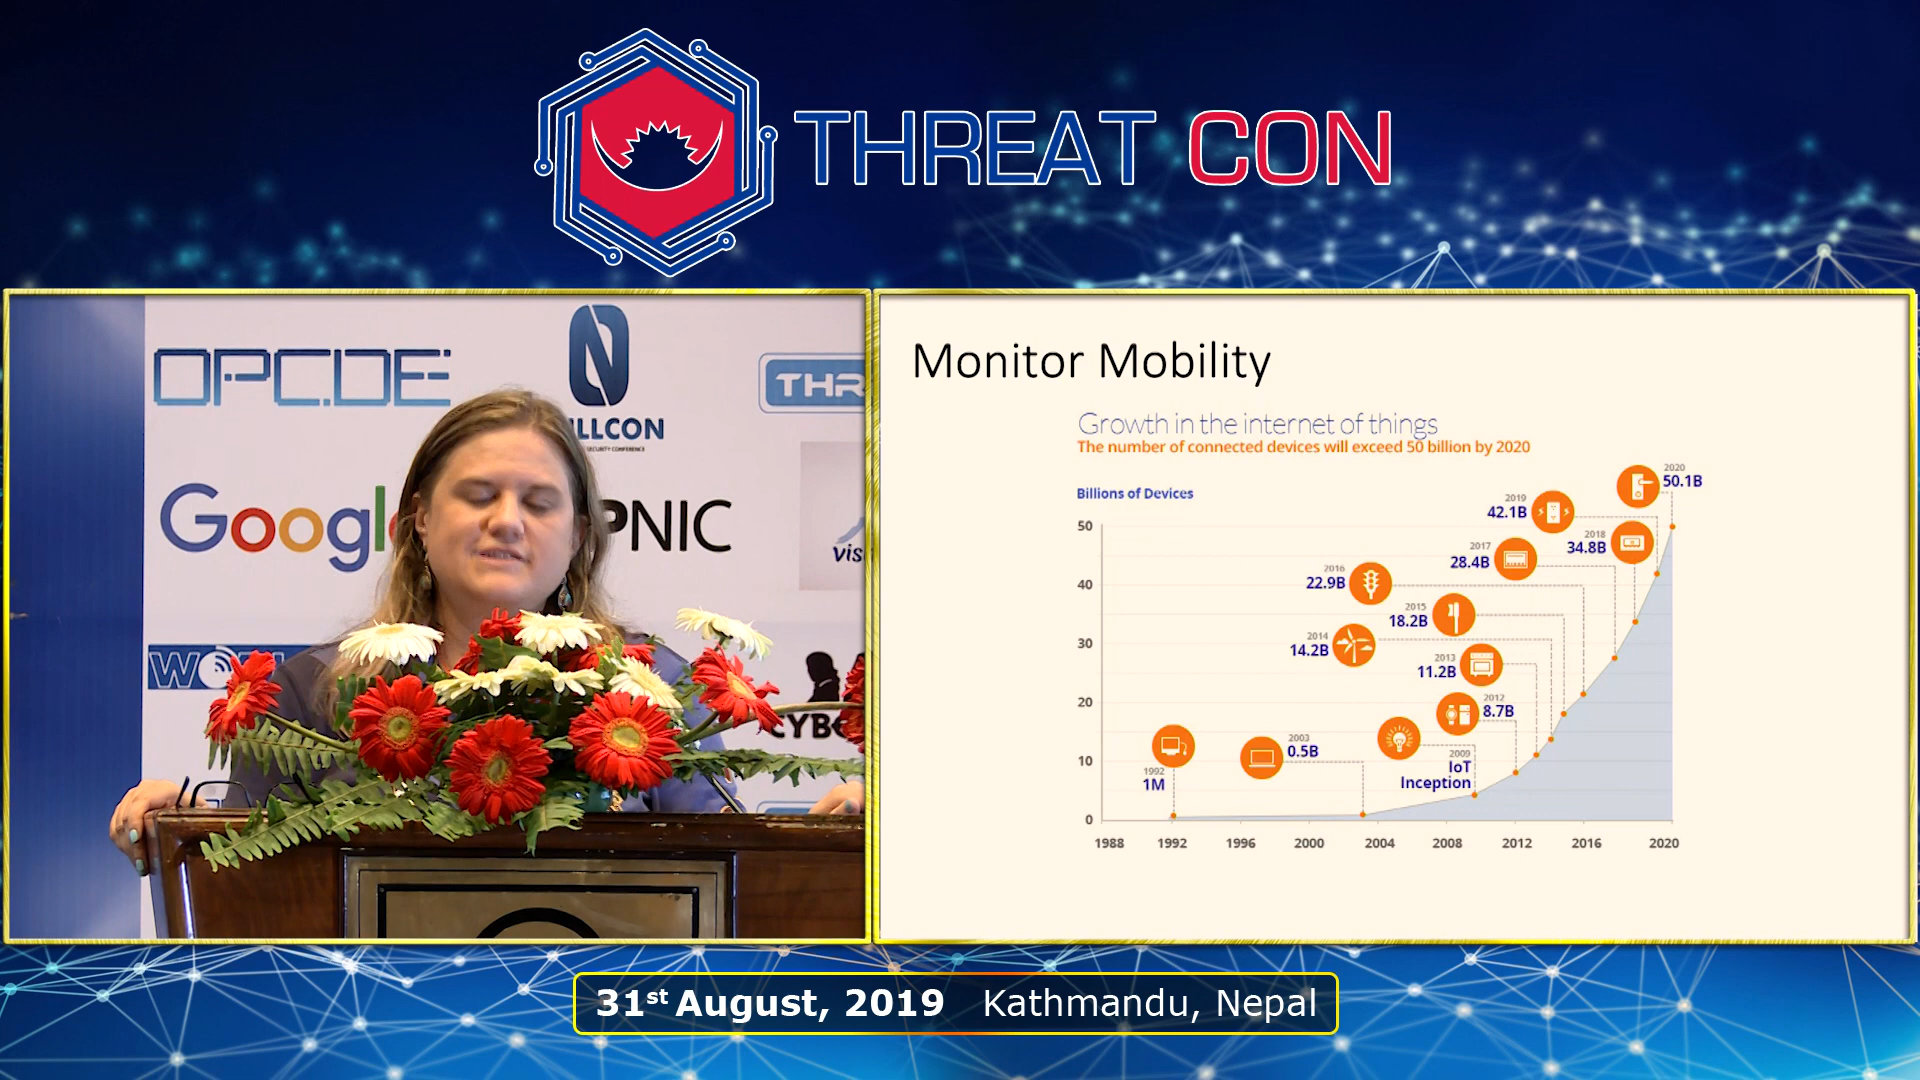 THREAT CON
OPCDE
LLCON
SECURITY CONFERENCE
THR
Googl
PNIC
vis
CYB
Monitor Mobility
Growth in the internet of things
The number of connected devices will exceed 50 billion by 2020
Billions of Devices
2020
50.1B
2019
42.1B
2018
34.8B
2017
28.4B
2016
22.9B
2015
18.2B
2014
14.2B
2013
11.2B
2012
8.7B
2009
IoT
Inception
2003
0.5B
1992
1M
50
40
30
20
10
0
1988 1992 1996 2000 2004 2008 2012 2016 2020
31st August, 2019 Kathmandu, Nepal